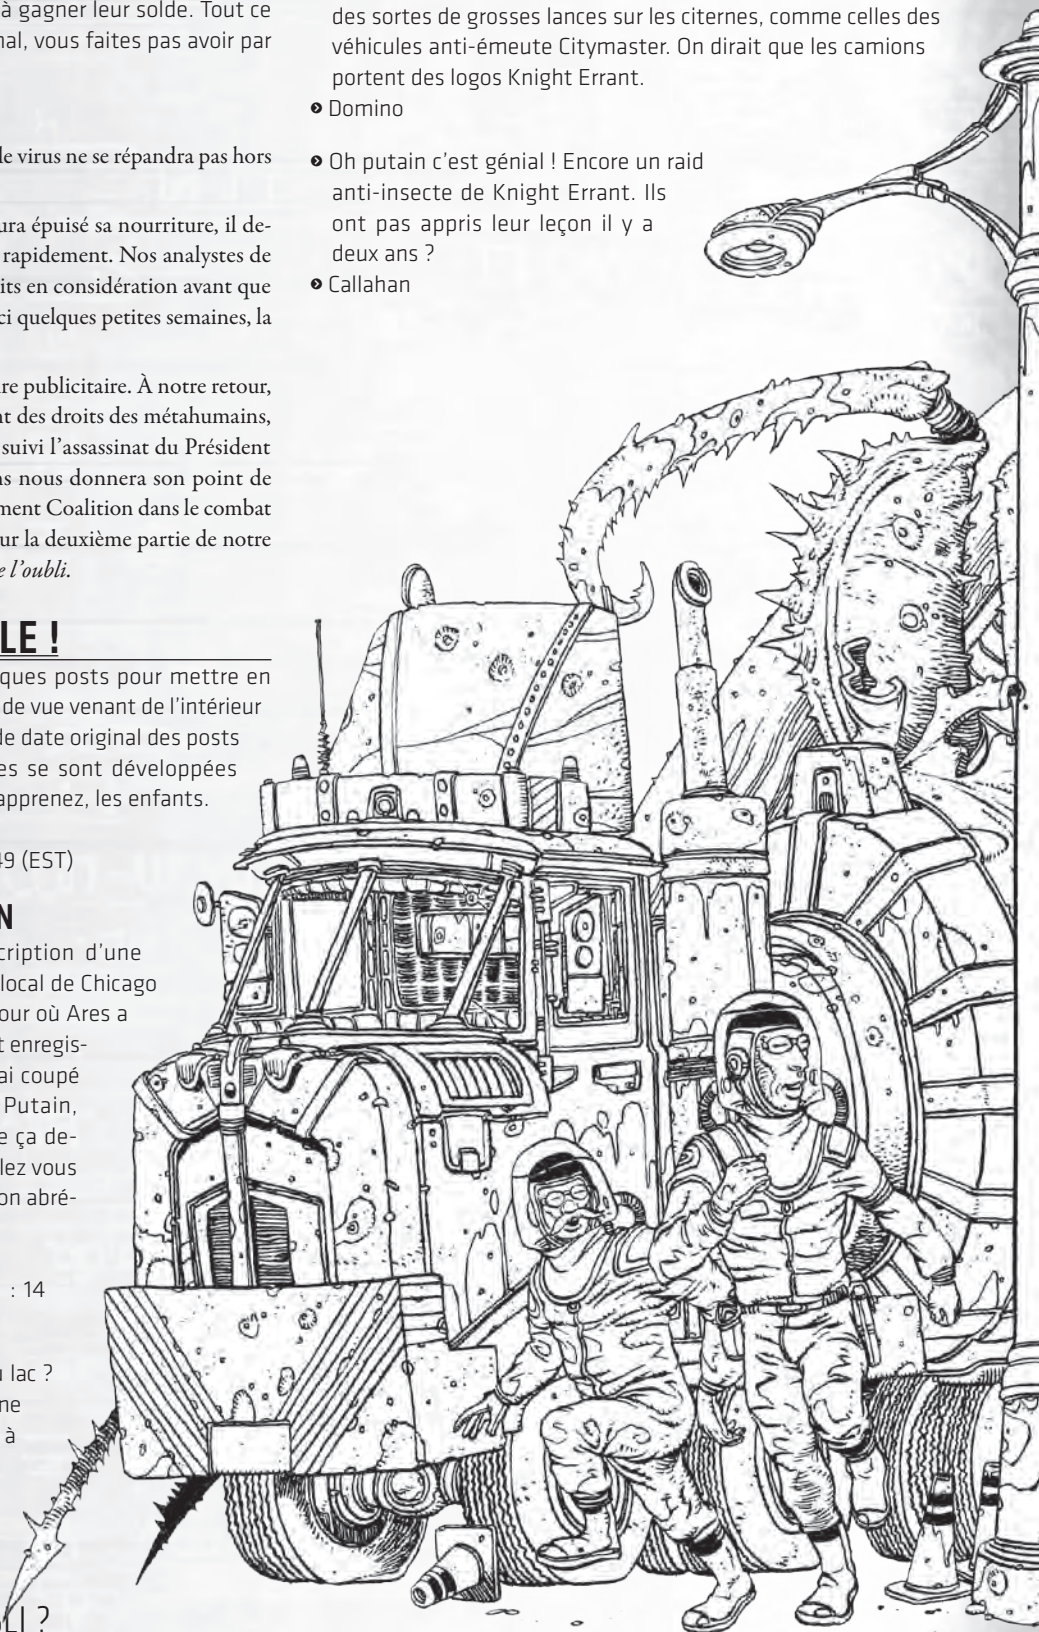 à gagner leur solde. Tout ce
nal, vous faites pas avoir par
le virus ne se répandra pas hors
ura épuisé sa nourriture, il de-
rapidement. Nos analystes de
its en considération avant que
ci quelques petites semaines, la
re publicitaire. À notre retour,
nt des droits des métahumains,
suivi l'assassinat du Président
ns nous donnera son point de
ment Coalition dans le combat
ur la deuxième partie de notre
e l'oubli.
LE !
ques posts pour mettre en
de vue venant de l'intérieur
de date original des posts
es se sont développées
apprenez, les enfants.
49 (EST)
N
cription d'une
local de Chicago
our où Ares a
t enregis-
ai coupé
Putain,
e ça de-
lez vous
on abré-
: 14
u lac ?
ne
à
LI ?
des sortes de grosses lances sur les citernes, comme celles des
véhicules anti-émeute Citymaster. On dirait que les camions
portent des logos Knight Errant.
Domino
Oh putain c'est génial ! Encore un raid
anti-insecte de Knight Errant. Ils
ont pas appris leur leçon il y a
deux ans ?
Callahan